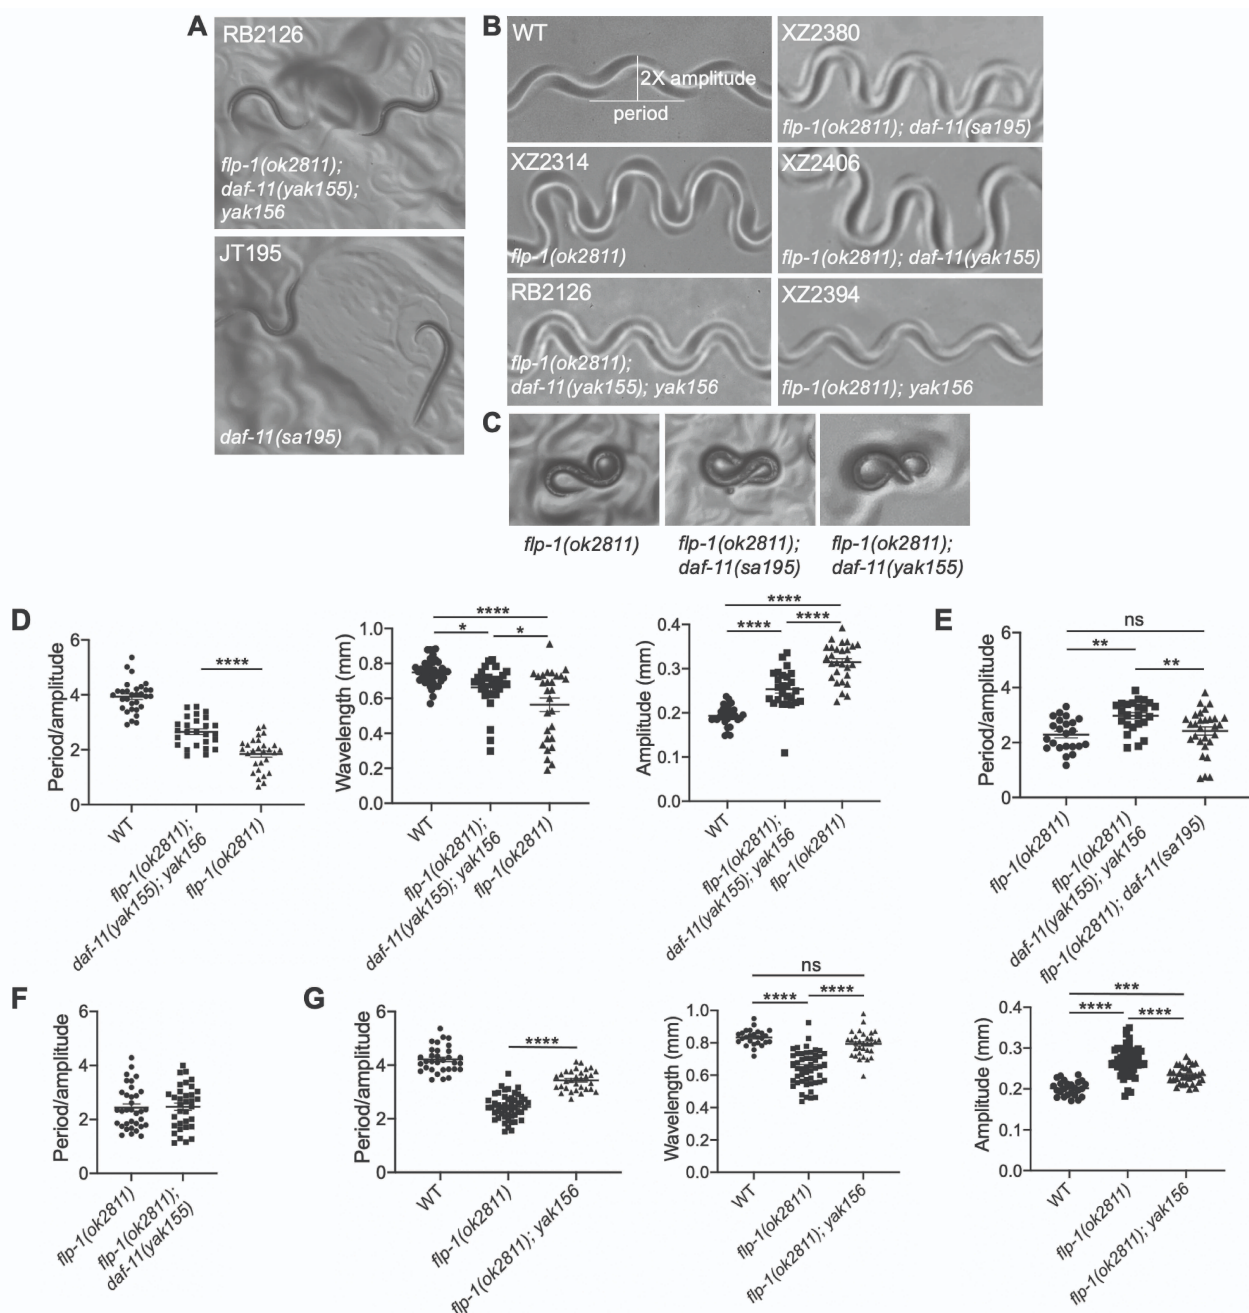 A
RB2126
flp-1(ok2811);
daf-11(yak155);
yak156
JT195
daf-11(sa195)
B
WT
2X amplitude
period
XZ2380
flp-1(ok2811); daf-11(sa195)
XZ2314
flp-1(ok2811)
XZ2406
flp-1(ok2811); daf-11(yak155)
RB2126
flp-1(ok2811);
daf-11(yak155); yak156
XZ2394
flp-1(ok2811); yak156
C
flp-1(ok2811)
flp-1(ok2811);
daf-11(sa195)
flp-1(ok2811);
daf-11(yak155)
D
Period/amplitude
6
4
2
0
****
WT
flp-1(ok2811);
daf-11(yak155); yak156
flp-1(ok2811)
Wavelength (mm)
1.0
0.8
0.6
0.4
0.2
0.0
****
*
*
WT
flp-1(ok2811);
daf-11(yak155); yak156
flp-1(ok2811)
Amplitude (mm)
0.4
0.3
0.2
0.1
0.0
****
****
****
WT
flp-1(ok2811);
daf-11(yak155); yak156
flp-1(ok2811)
E
Period/amplitude
6
4
2
0
ns
**
**
flp-1(ok2811)
flp-1(ok2811)
daf-11(yak155); yak156
flp-1(ok2811); daf-11(sa195)
F
Period/amplitude
6
4
2
0
flp-1(ok2811)
flp-1(ok2811);
daf-11(yak155)
G
Period/amplitude
6
4
2
0
****
WT
flp-1(ok2811)
flp-1(ok2811); yak156
Wavelength (mm)
1.0
0.8
0.6
0.4
0.2
0.0
ns
****
****
WT
flp-1(ok2811)
flp-1(ok2811); yak156
Amplitude (mm)
0.4
0.3
0.2
0.1
0.0
***
****
****
WT
flp-1(ok2811)
flp-1(ok2811); yak156